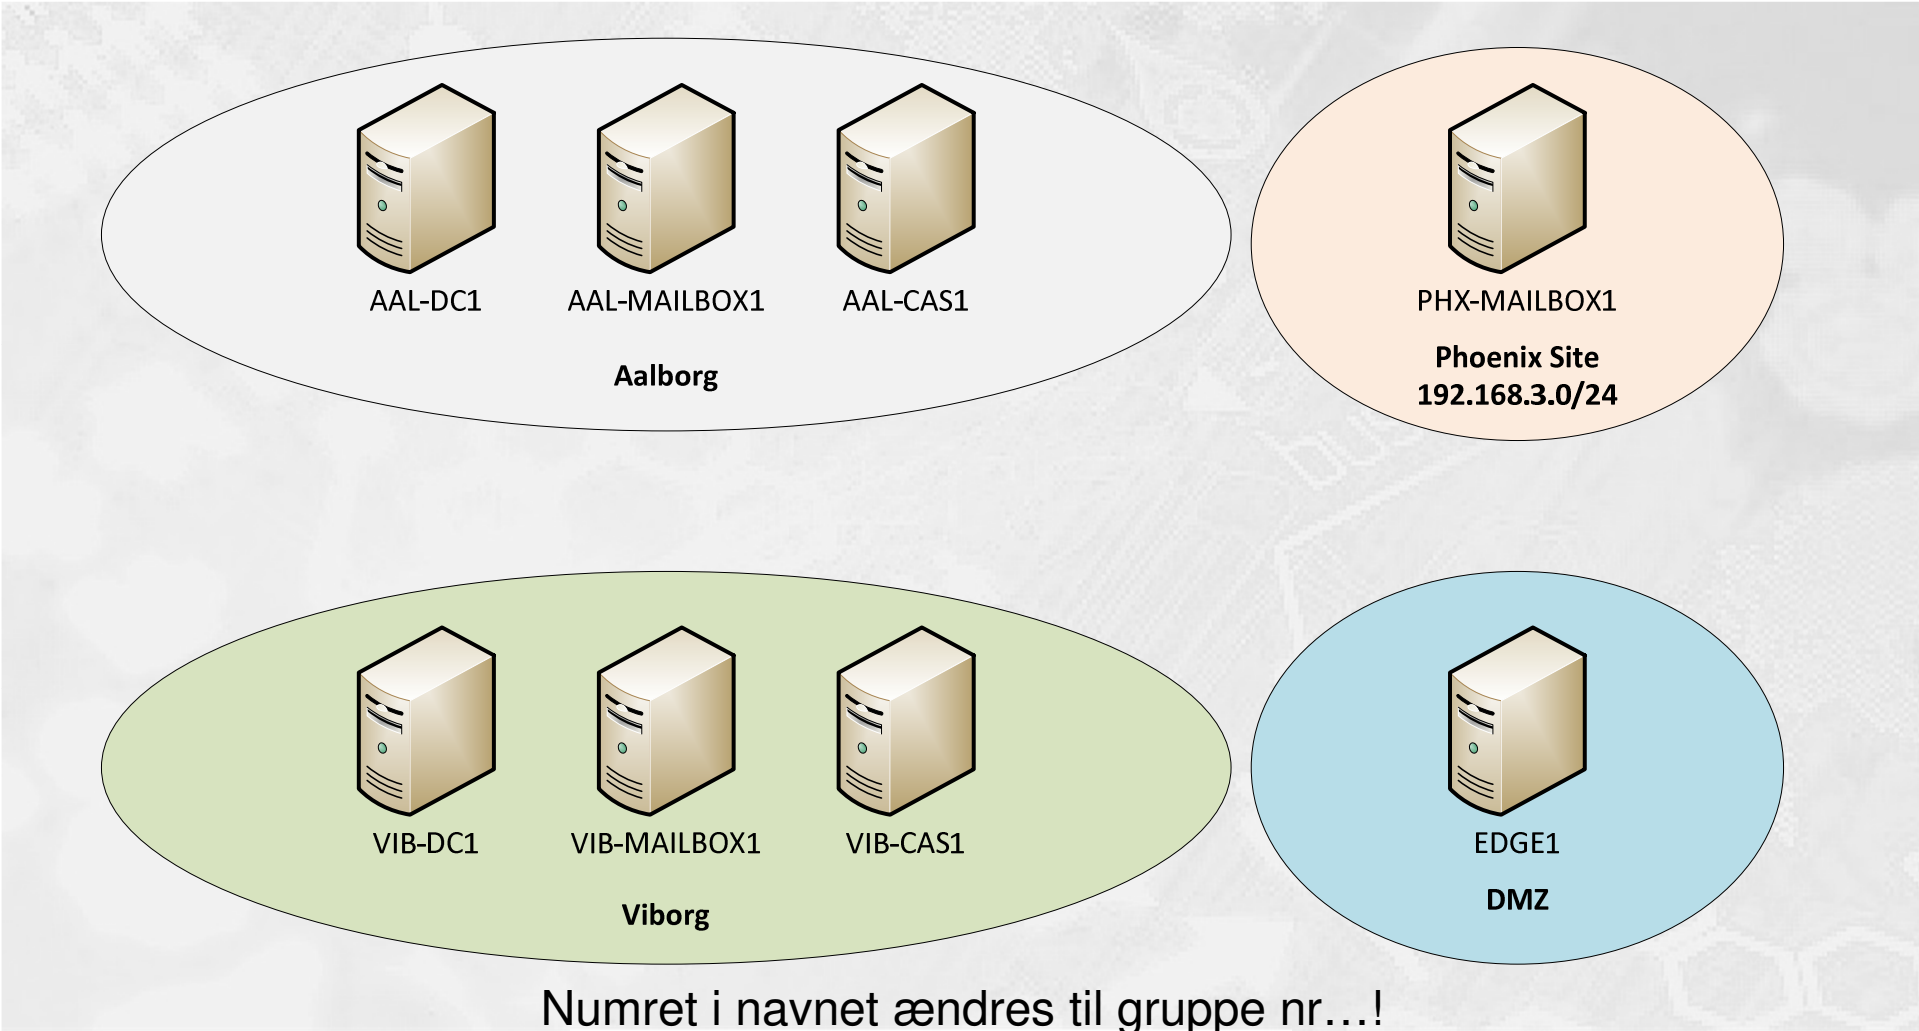 AAL-DC1
AAL-MAILBOX1
AAL-CAS1
Aalborg
PHX-MAILBOX1
Phoenix Site
192.168.3.0/24
VIB-DC1
VIB-MAILBOX1
VIB-CAS1
Viborg
EDGE1
DMZ
Numret i navnet ændres til gruppe nr…!